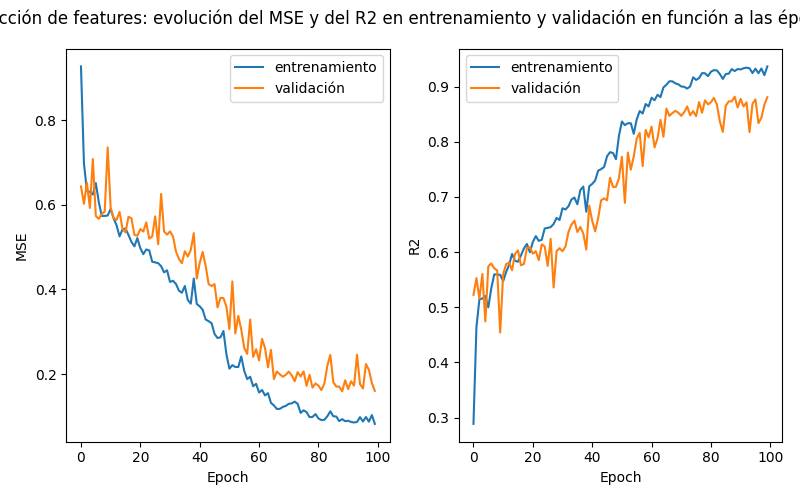 cción de features: evolución del MSE y del R2 en entrenamiento y validación en función a las
entrenamiento
validación
0.8
0.6
0.4
0.2
MSE
0 20 40 60 80 100
Epoch
entrenamiento
validación
0.9
0.8
0.7
0.6
0.5
0.4
0.3
R2
0 20 40 60 80 100
Epoch